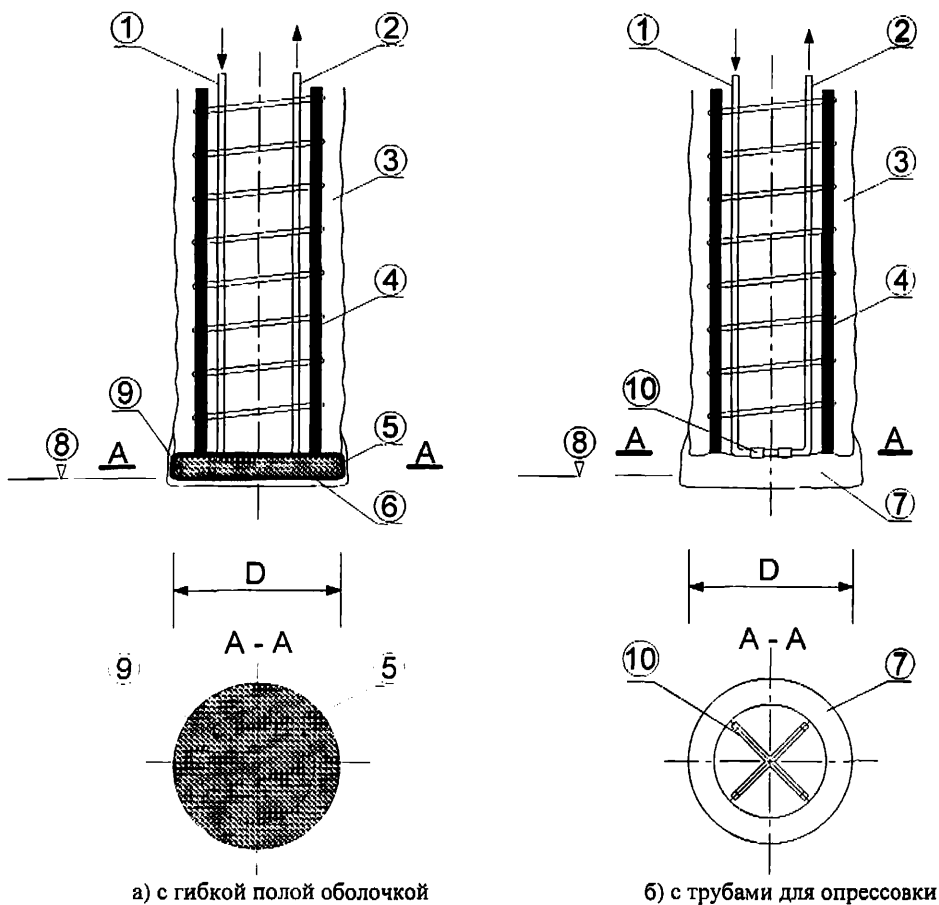 1 2 1 2
3 3
4 4
9 10
8 A 5 A 8 A A
6 7
D D
A - A A - A
9 5 10 7
а) с гибкой полой оболочкой б) с трубами для опрессовки